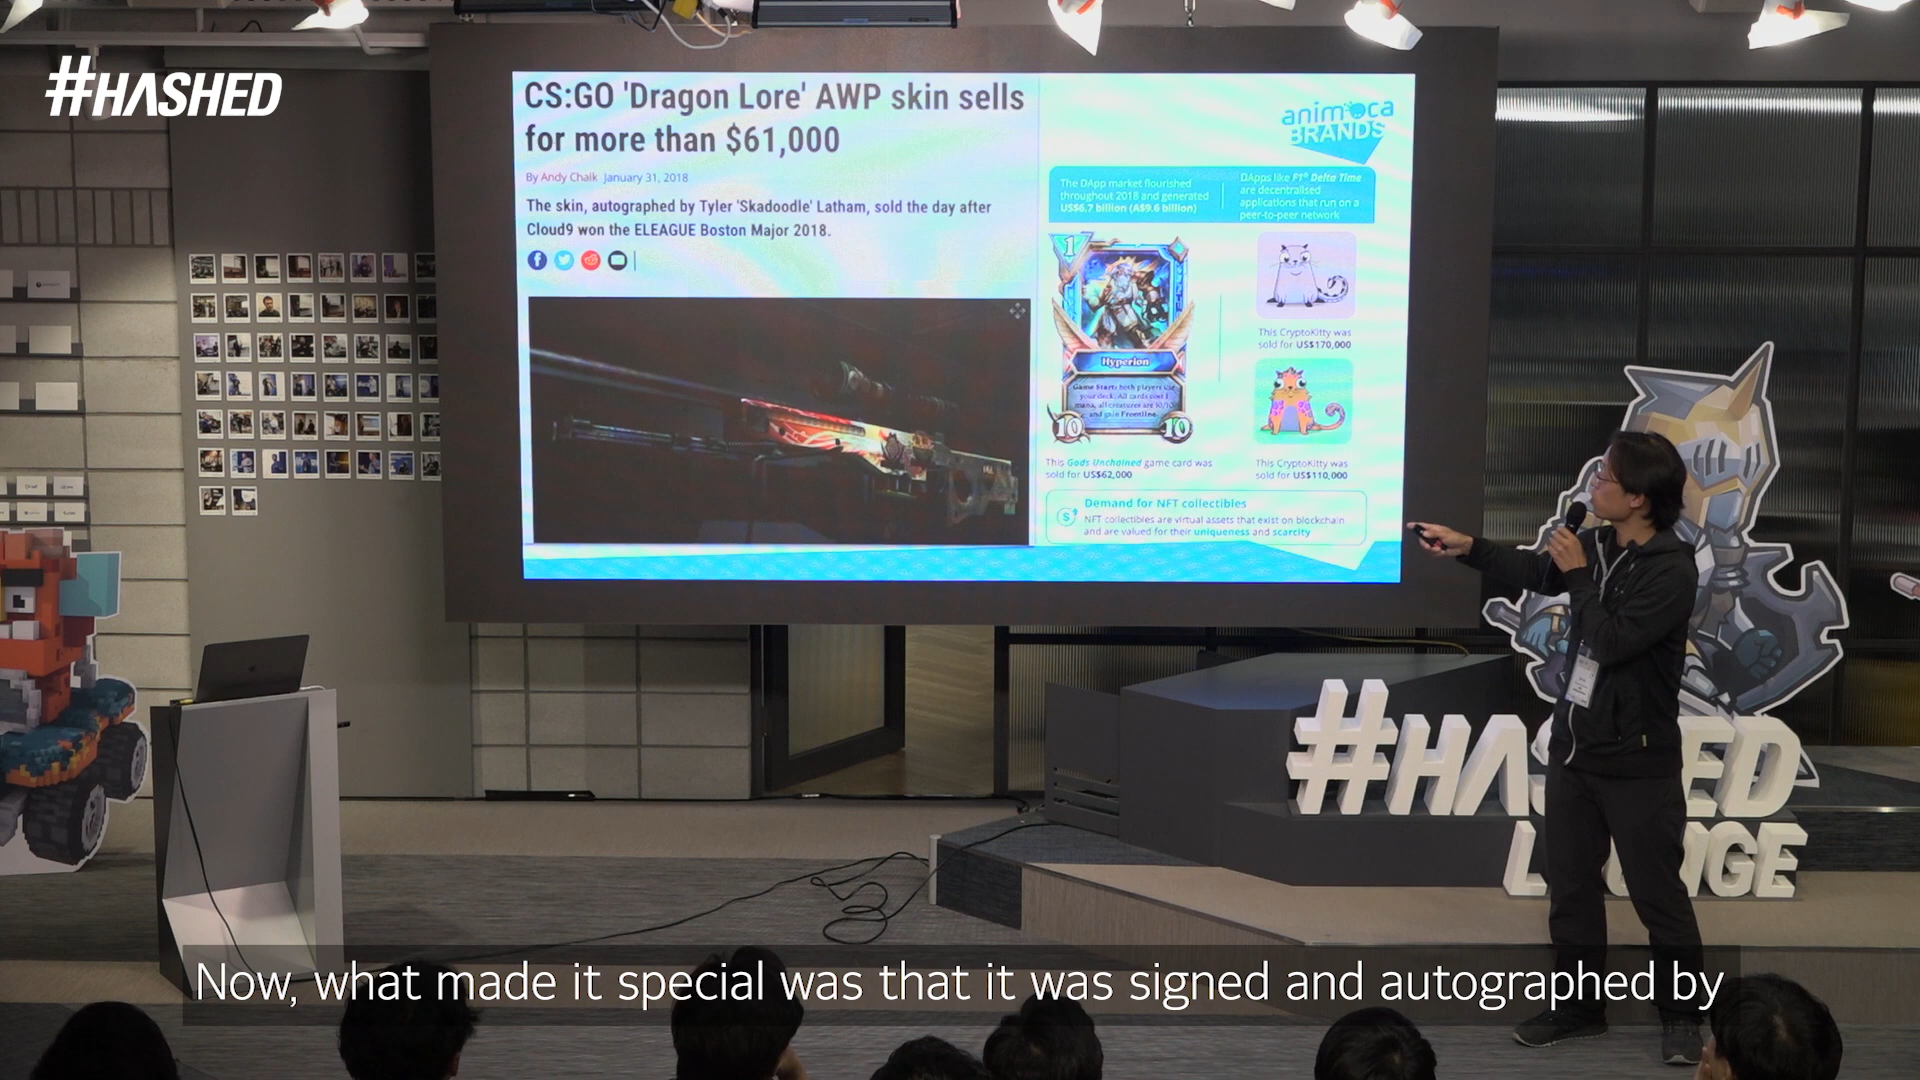 #HASHED
CS:GO 'Dragon Lore' AWP skin sells
for more than $61,000
By Andy Chalk January 31, 2018
The skin, autographed by Tyler 'Skadoodle' Latham, sold the day after
Cloud9 won the ELEAGUE Boston Major 2018.
animoca
BRANDS
The DApp market flourished
throughout 2018 and generated
US$6.7 billion (A$9.6 billion)
DApps like F1® Delta Time
are decentralised
applications that run on a
peer-to-peer network
1
Hyperion
Game Start: both players use
your deck. All cards cost 1
mana, all creatures are 10/10
and gain Frontline.
10
10
This Gods Unchained game card was
sold for US$62,000
This CryptoKitty was
sold for US$170,000
This CryptoKitty was
sold for US$110,000
$
Demand for NFT collectibles
NFT collectibles are virtual assets that exist on blockchain
and are valued for their uniqueness and scarcity
#HASHED
LOUNGE
Now, what made it special was that it was signed and autographed by